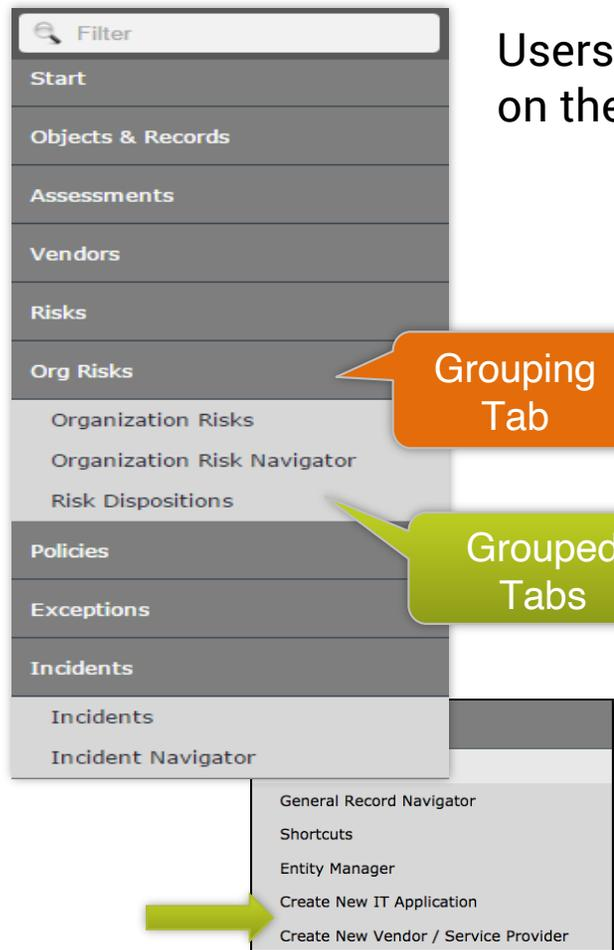 Filter
Users
on the
Start
Objects & Records
Assessments
Vendors
Risks
Org Risks
Grouping
Tab
Organization Risks
Organization Risk Navigator
Risk Dispositions
Grouped
Tabs
Policies
Exceptions
Incidents
Incidents
Incident Navigator
General Record Navigator
Shortcuts
Entity Manager
Create New IT Application
Create New Vendor / Service Provider